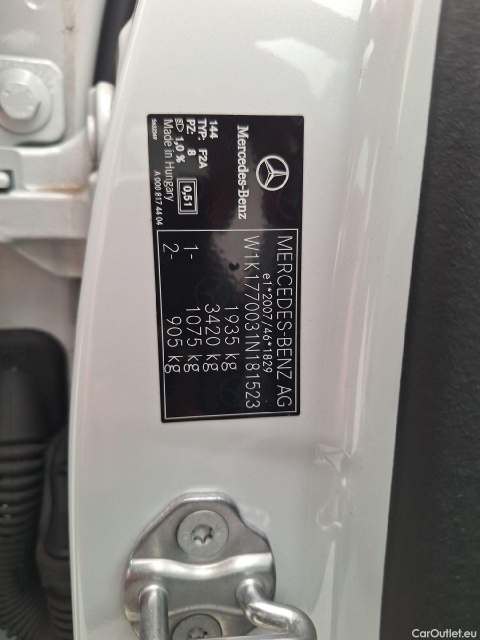 MERCEDES-BENZ AG
e1*2007/46*1829
W1K1770031N181523
1935 kg
3420 kg
1- 1075 kg
2- 905 kg
Mercedes-Benz
144
TYP: F2A
PZ: 8
SD 1,0 % 0,51
Made in Hungary
A 000 817 44 04
CarOutlet.eu